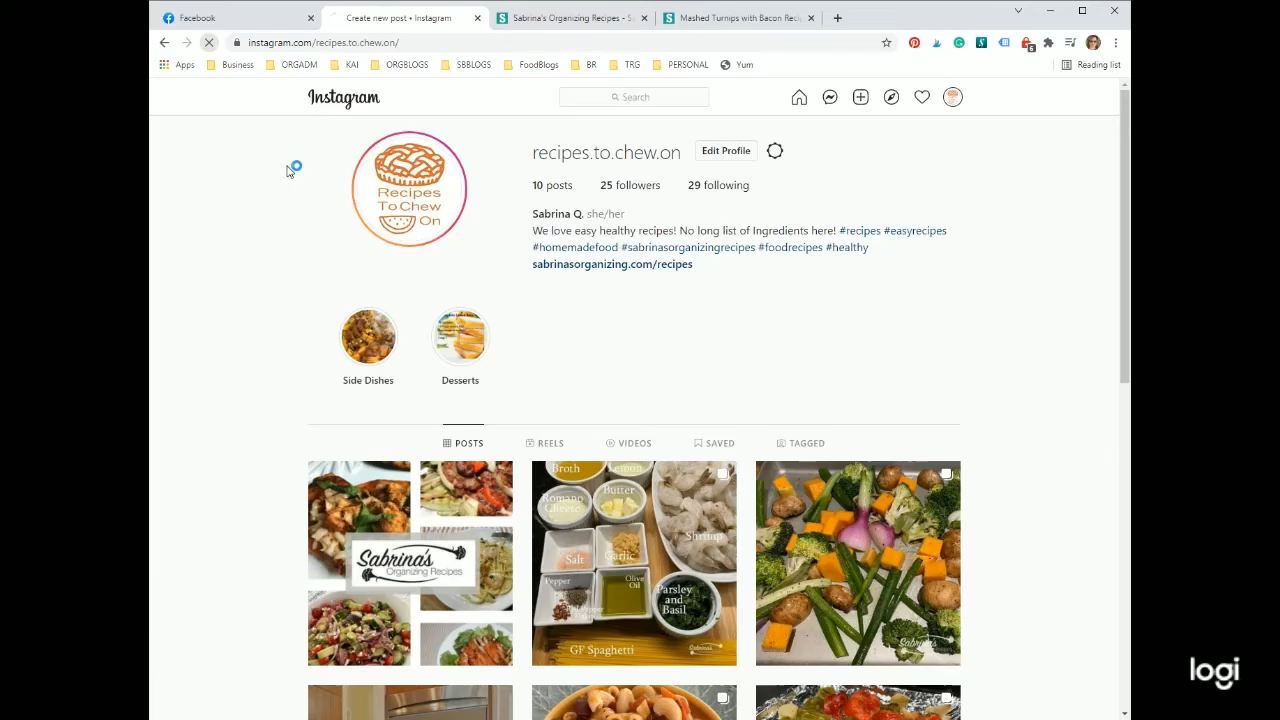 Facebook
Create new post • Instagram
Sabrina's Organizing Recipes - S
Mashed Turnips with Bacon Reci
instagram.com/recipes.to.chew.on/
6
Apps
Business
ORGADM
KAI
ORGBLOGS
SBBLOGS
FoodBlogs
BR
TRG
PERSONAL
Yum
Reading list
Instagram
Search
Recipes
To Chew
On
recipes.to.chew.on
Edit Profile
10 posts
25 followers
29 following
Sabrina Q. she/her
We love easy healthy recipes! No long list of Ingredients here! #recipes #easyrecipes
#homemadefood #sabrinasorganizingrecipes #foodrecipes #healthy
sabrinasorganizing.com/recipes
Side Dishes
Desserts
POSTS
REELS
VIDEOS
SAVED
TAGGED
Sabrina's
Organizing Recipes
Broth
Lemon
Romano
Cheese
Butter
Shrimp
Salt
Garlic
Pepper
Olive
Oil
Parsley
and
Basil
GF Spaghetti
Sabrina's
Sabrina's
logi